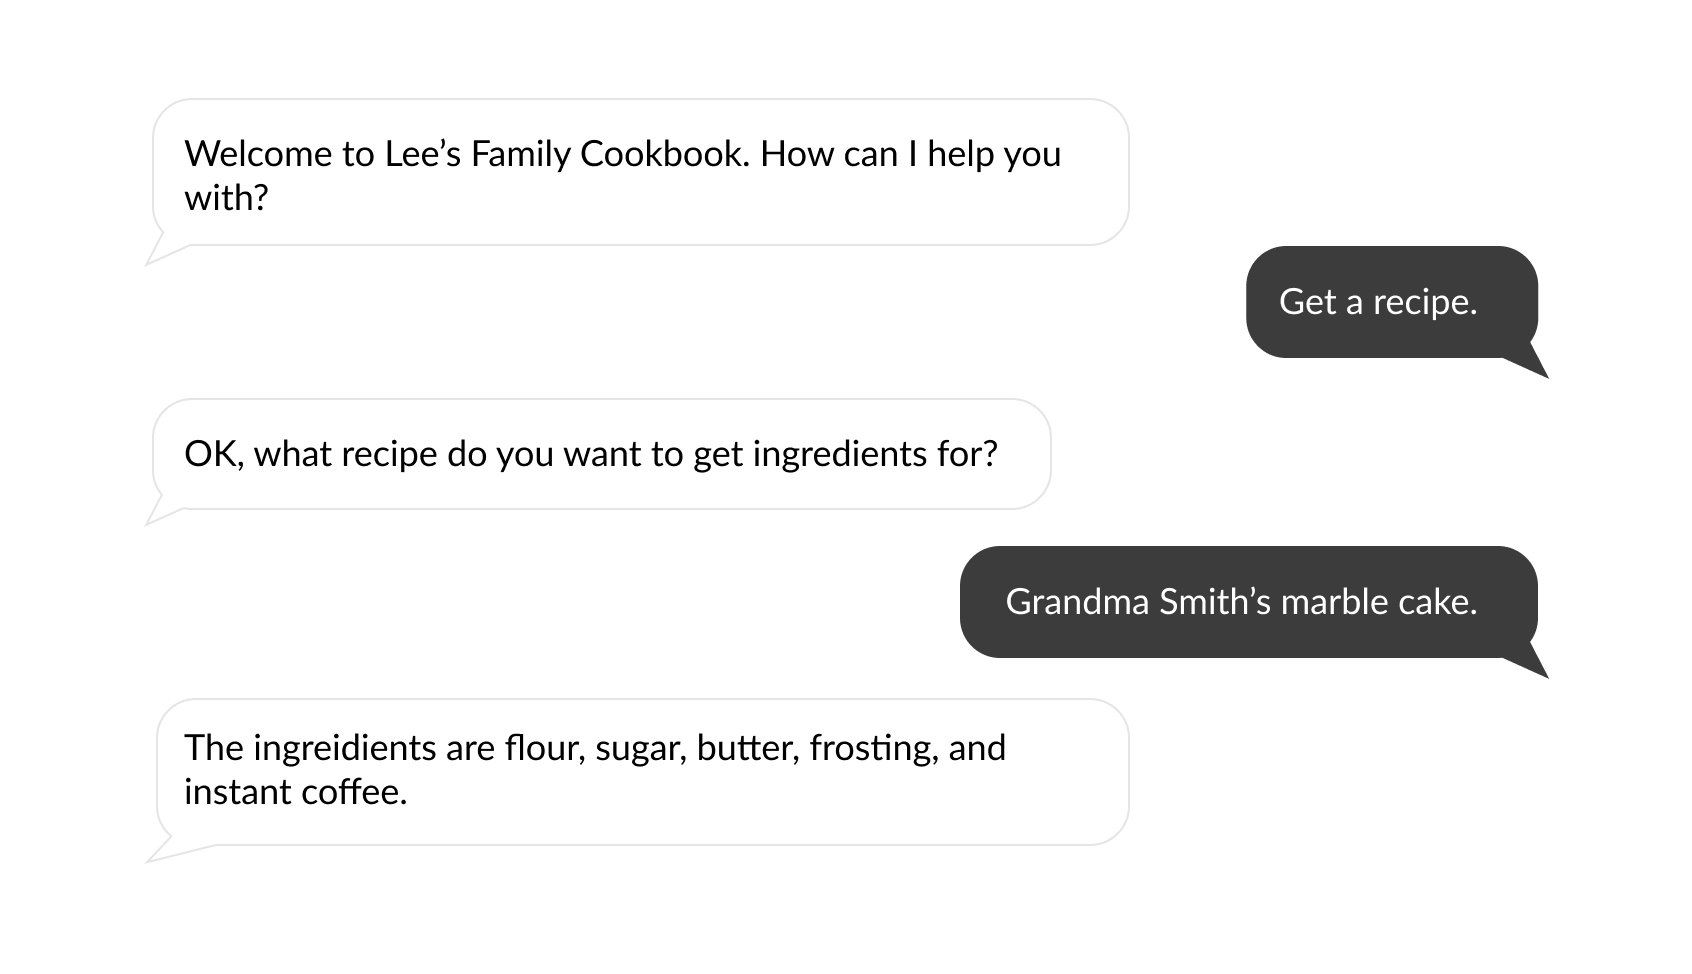 Welcome to Lee’s Family Cookbook. How can I help you
with?
Get a recipe.
OK, what recipe do you want to get ingredients for?
Grandma Smith’s marble cake.
The ingreidients are flour, sugar, butter, frosting, and
instant coffee.